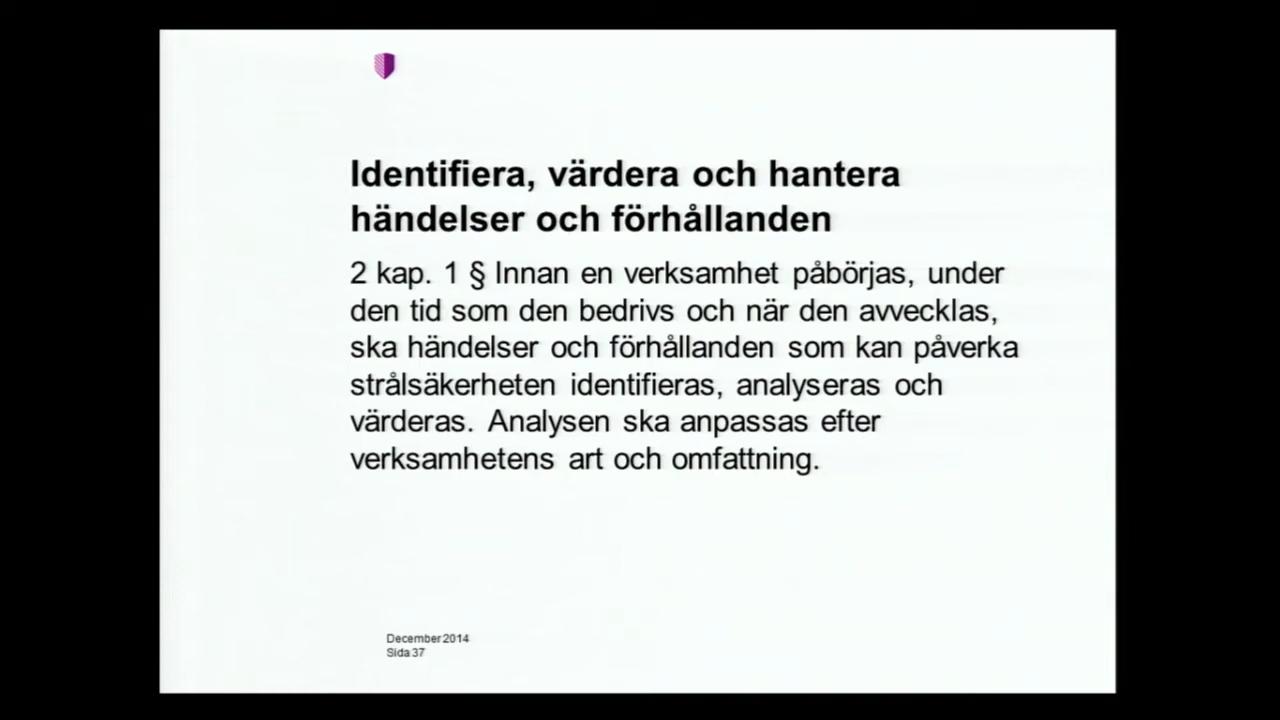 Identifiera, värdera och hantera
händelser och förhållanden
2 kap. 1 § Innan en verksamhet påbörjas, under
den tid som den bedrivs och när den avvecklas,
ska händelser och förhållanden som kan påverka
strålsäkerheten identifieras, analyseras och
värderas. Analysen ska anpassas efter
verksamhetens art och omfattning.
December 2014
Sida 37